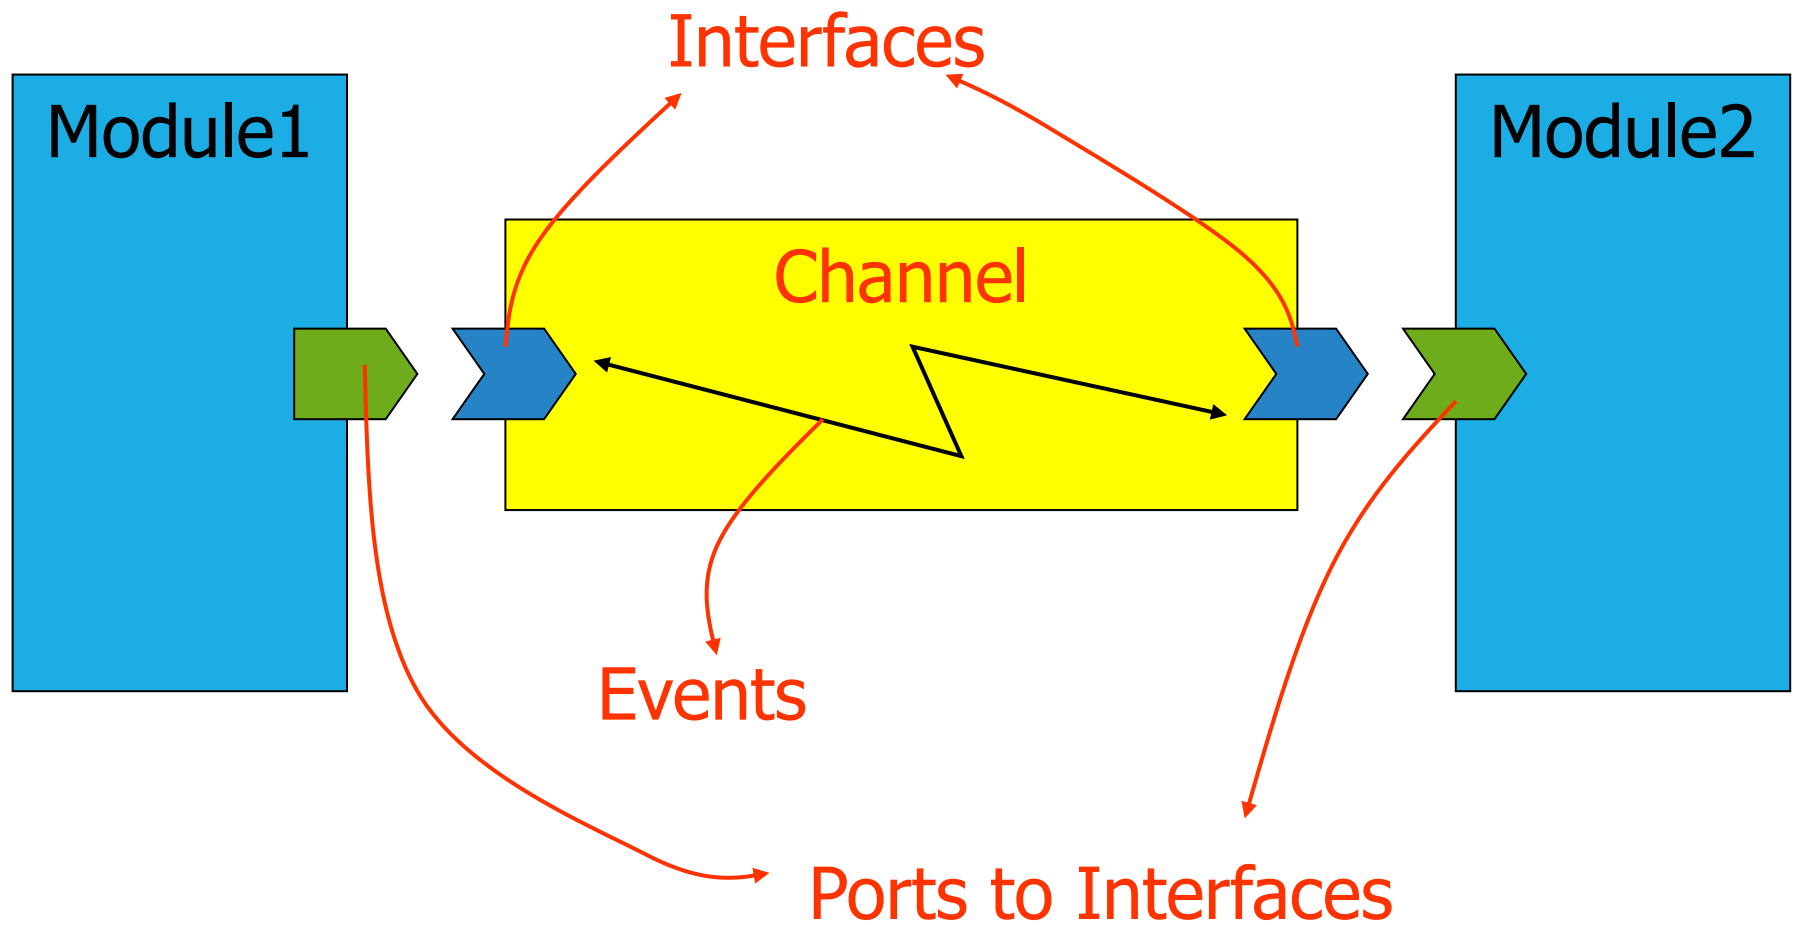 Interfaces
Module1
Module2
Channel
Events
Ports to Interfaces